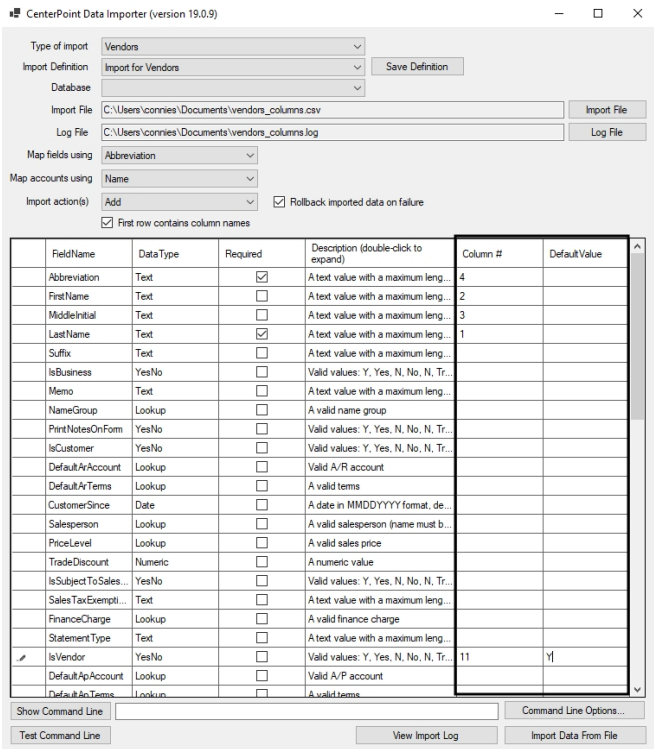 CenterPoint Data Importer (version 19.0.9)
Type of import Vendors
Import Definition Import for Vendors Save Definition
Database
Import File C:\Users\connies\Documents\vendors_columns.csv Import File
Log File C:\Users\connies\Documents\vendors_columns.log Log File
Map fields using Abbreviation
Map accounts using Name
Import action(s) Add Rollback imported data on failure
First row contains column names
FieldName DataType Required Description (double-click to expand) Column # DefaultValue
Abbreviation Text A text value with a maximum leng... 4
FirstName Text A text value with a maximum leng... 2
MiddleInitial Text A text value with a maximum leng... 3
LastName Text A text value with a maximum leng... 1
Suffix Text A text value with a maximum leng...
IsBusiness YesNo Valid values: Y, Yes, N, No, N, Tr...
Memo Text A text value with a maximum leng...
NameGroup Lookup A valid name group
PrintNotesOnForm YesNo Valid values: Y, Yes, N, No, N, Tr...
IsCustomer YesNo Valid values: Y, Yes, N, No, N, Tr...
DefaultArAccount Lookup Valid A/R account
DefaultArTerms Lookup A valid terms
CustomerSince Date A date in MMDDYYYY format, de...
Salesperson Lookup A valid salesperson (name must b...
PriceLevel Lookup A valid sales price
TradeDiscount Numeric A numeric value
IsSubjectToSales... YesNo Valid values: Y, Yes, N, No, N, Tr...
SalesTaxExempti... Text A text value with a maximum leng...
FinanceCharge Lookup A valid finance charge
StatementType Text A text value with a maximum leng...
IsVendor YesNo Valid values: Y, Yes, N, No, N, Tr... 11 Y
DefaultApAccount Lookup Valid A/P account
DefaultApTerms Lookup A valid terms
Show Command Line Command Line Options...
Test Command Line View Import Log Import Data From File